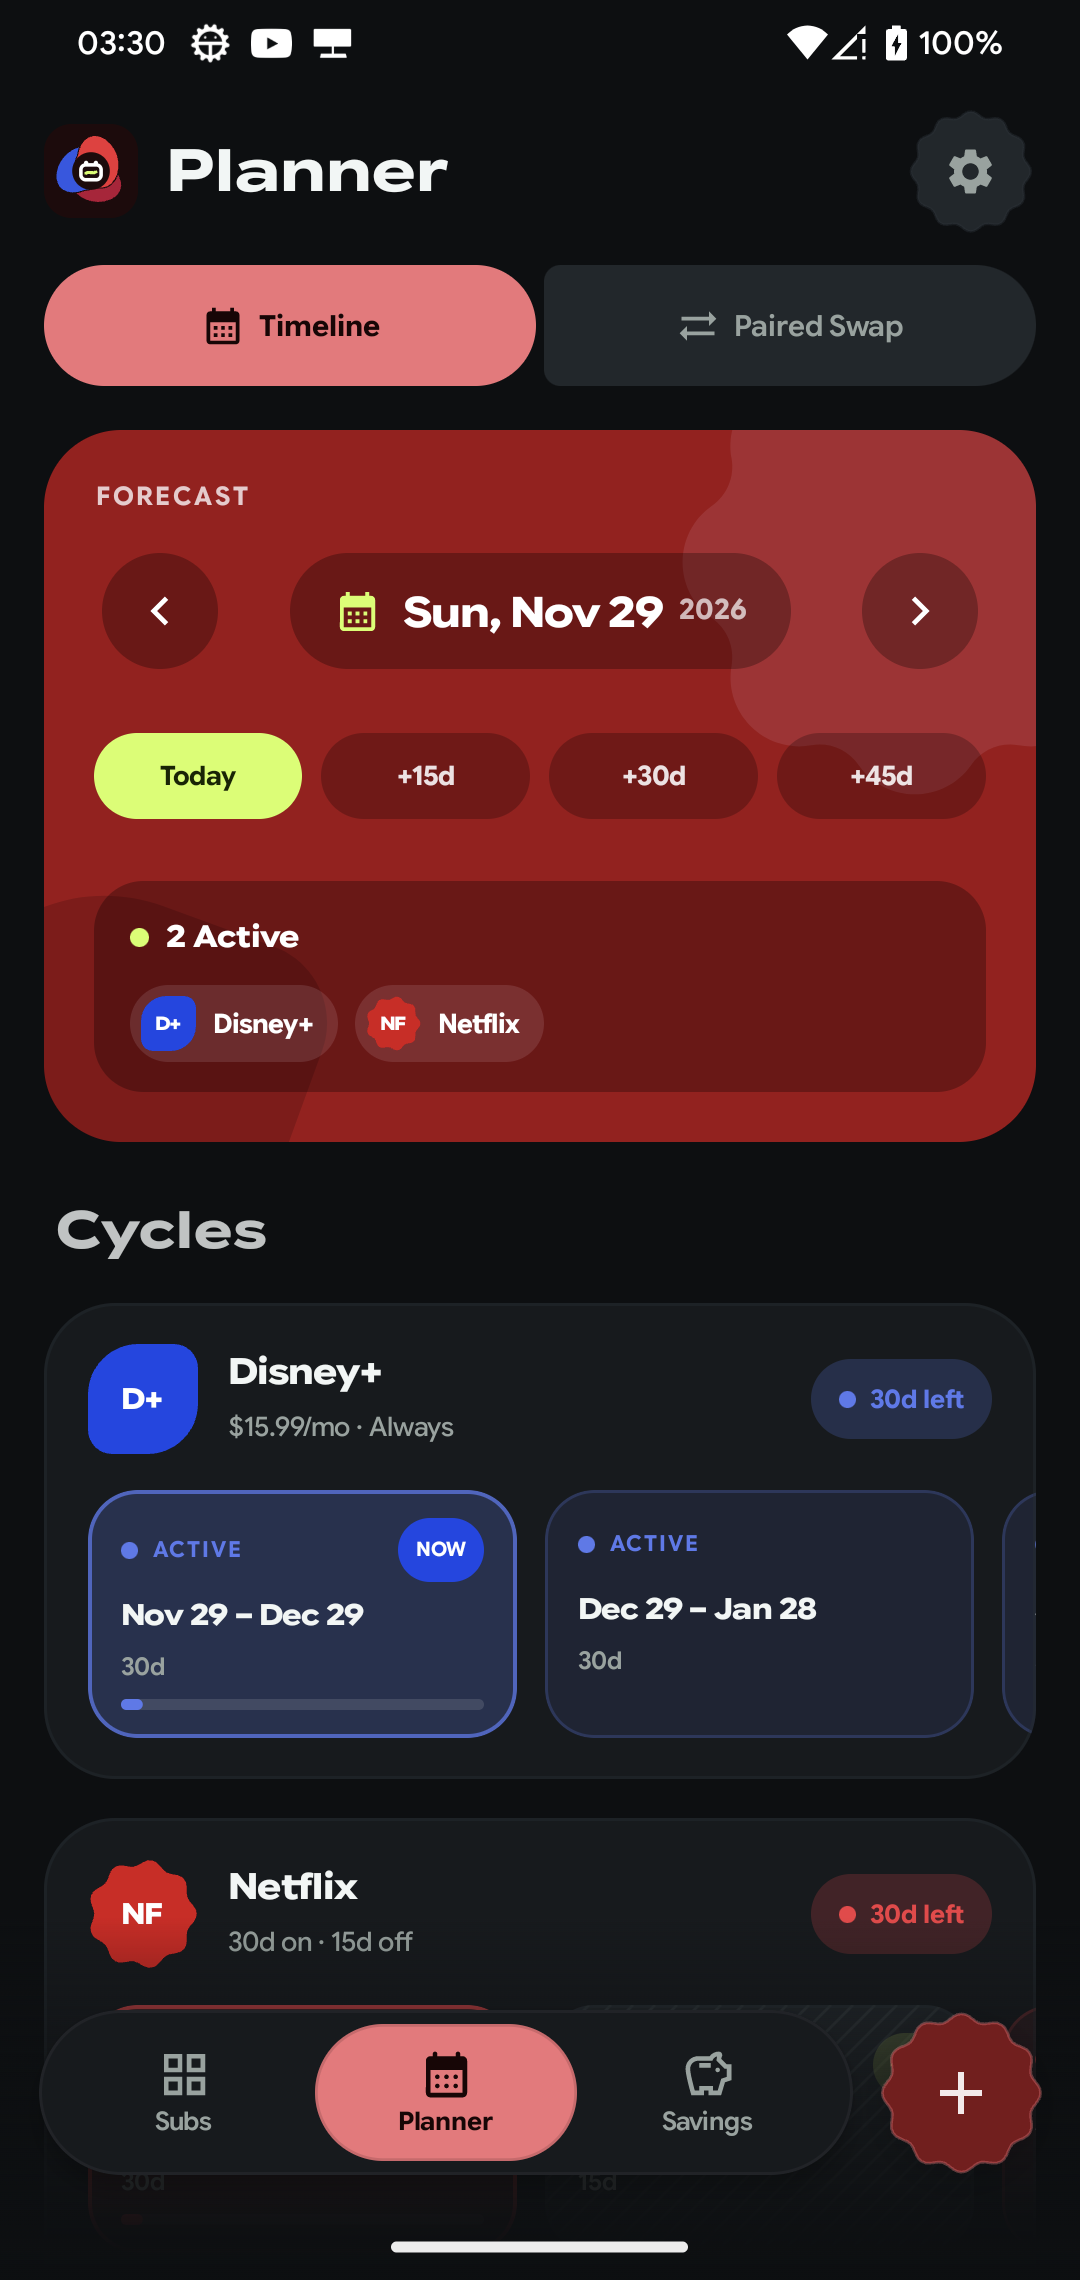 03:30
100%
Planner
Timeline
Paired Swap
FORECAST
Sun, Nov 29 2026
Today
+15d
+30d
+45d
2 Active
D+ Disney+
NF Netflix
Cycles
D+
Disney+
$15.99/mo · Always
30d left
ACTIVE
NOW
Nov 29 – Dec 29
30d
ACTIVE
Dec 29 – Jan 28
30d
NF
Netflix
30d on · 15d off
30d left
Subs
Planner
Savings
30d
15d